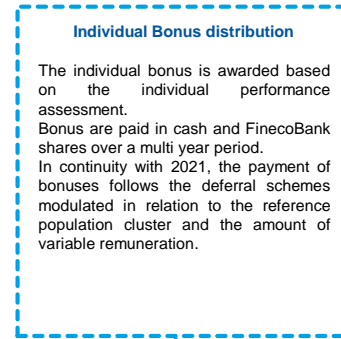 Individual Bonus distribution
The individual bonus is awarded based
on the individual performance
assessment.
Bonus are paid in cash and FinecoBank
shares over a multi year period.
In continuity with 2021, the payment of
bonuses follows the deferral schemes
modulated in relation to the reference
population cluster and the amount of
variable remuneration.